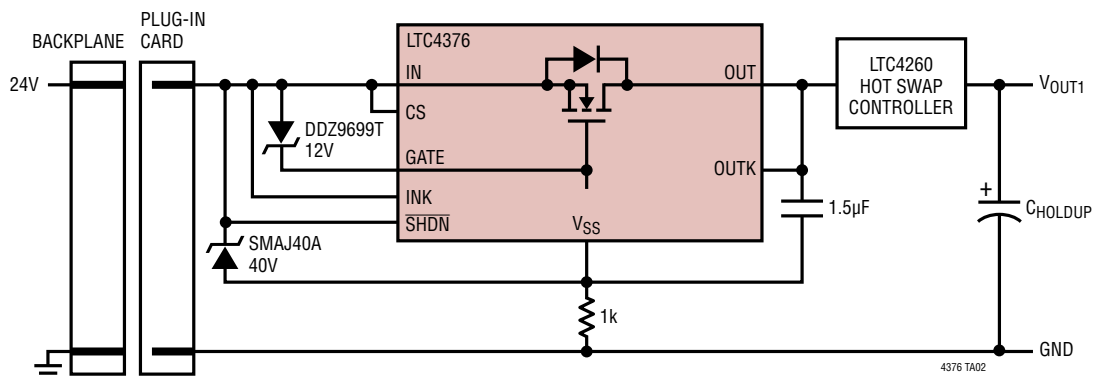 PLUG-IN
CARD
BACKPLANE
24V
LTC4376
IN
OUT
CS
DDZ9699T
12V
GATE
OUTK
INK
SHDN
SMAJ40A
40V
VSS
1.5µF
1k
LTC4260
HOT SWAP
CONTROLLER
VOUT1
+
CHOLDUP
GND
4376 TA02